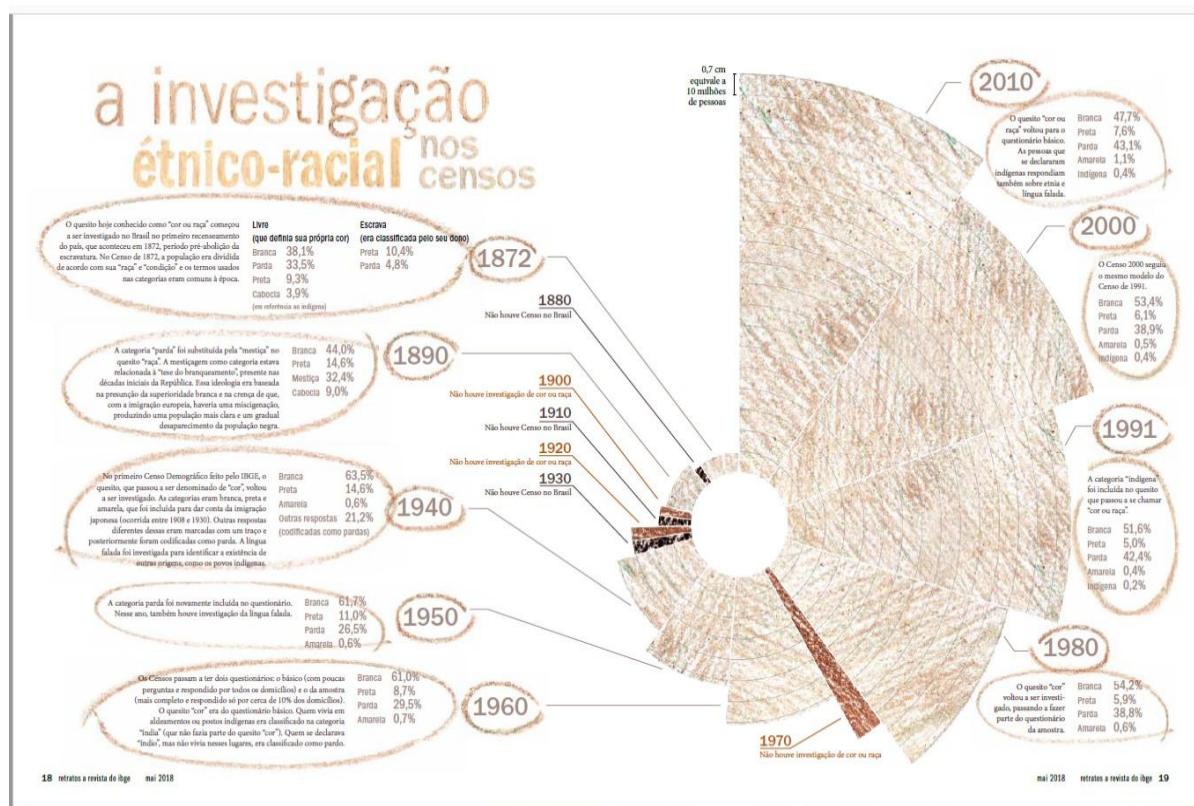 a investigação
étnico-racial nos
censos
O quesito hoje conhecido como “cor ou raça” começou
a ser investigado no Brasil no primeiro recenseamento
do país, que aconteceu em 1872, período pré-abolição da
escravatura. No Censo de 1872, a população era dividida
de acordo com sua “raça” e “condição” e os termos usados
nas categorias eram comuns à época.
Livre
(que definia sua própria cor)
Branca 38,1%
Parda 33,5%
Preta 9,3%
Cabocla 3,9%
(em referência ao indígena)
Escrava
(era classificada pelo seu dono)
Preta 10,4%
Parda 4,8%
1872
1880
Não houve Censo no Brasil
A categoria “parda” foi substituída pela “mestiça” no
quesito “raça”. A mestiçagem como categoria estava
relacionada à “tese do branqueamento”, presente nas
décadas iniciais da República. Essa ideologia era baseada
na presunção da superioridade branca e na crença de que,
com a imigração europeia, haveria uma miscigenação,
produzindo uma população mais clara e um gradual
desaparecimento da população negra.
Branca 44,0%
Preta 14,6%
Mestiça 32,4%
Cabocla 9,0%
1890
1900
Não houve investigação de cor ou raça
1910
Não houve Censo no Brasil
1920
Não houve investigação de cor ou raça
1930
Não houve Censo no Brasil
No primeiro Censo Demográfico feito pelo IBGE, o
quesito, que passou a ser denominado de “cor”, voltou
a ser investigado. As categorias eram branca, preta e
amarela, que foi incluída para dar conta da imigração
japonesa (ocorrida entre 1908 e 1930). Outras respostas
diferentes dessas eram marcadas com um traço e
posteriormente foram codificadas como parda. A língua
falada foi investigada para identificar a existência de
outras origens, como os povos indígenas.
Branca 63,5%
Preta 14,6%
Amarela 0,6%
Outras respostas 21,2%
(codificadas como pardas)
1940
A categoria parda foi novamente incluída no questionário.
Nesse ano, também houve investigação da língua falada.
Branca 61,7%
Preta 11,0%
Parda 26,5%
Amarela 0,6%
1950
Os Censos passam a ter dois questionários: o básico (com poucas
perguntas e respondido por todos os domicílios) e o da amostra
(mais completo e respondido só por cerca de 10% dos domicílios).
O quesito “cor” era do questionário básico. Quem vivia em
aldeamentos ou postos indígenas era classificado na categoria
“índia” (que não fazia parte do quesito “cor”). Quem se declarava
“índio”, mas não vivia nesses lugares, era classificado como pardo.
Branca 61,0%
Preta 8,7%
Parda 29,5%
Amarela 0,7%
1960
18 retratos a revista do ibge mai 2018
0,7 cm
equivale a
10 milhões
de pessoas
2010
O quesito “cor ou
raça” voltou para o
questionário básico.
As pessoas que
se declararam
indígenas respondiam
também sobre etnia e
língua falada.
Branca 47,7%
Preta 7,6%
Parda 43,1%
Amarela 1,1%
Indígena 0,4%
2000
O Censo 2000 seguiu
o mesmo modelo do
Censo de 1991.
Branca 53,4%
Preta 6,1%
Parda 38,9%
Amarela 0,5%
Indígena 0,4%
1991
A categoria “indígena”
foi incluída no quesito
que passou a se chamar
“cor ou raça”.
Branca 51,6%
Preta 5,0%
Parda 42,4%
Amarela 0,4%
Indígena 0,2%
1980
O quesito “cor”
voltou a ser investi-
gado, passando a fazer
parte do questionário
da amostra.
Branca 54,2%
Preta 5,9%
Parda 38,8%
Amarela 0,6%
1970
Não houve investigação de cor ou raça
mai 2018 retratos a revista do ibge 19